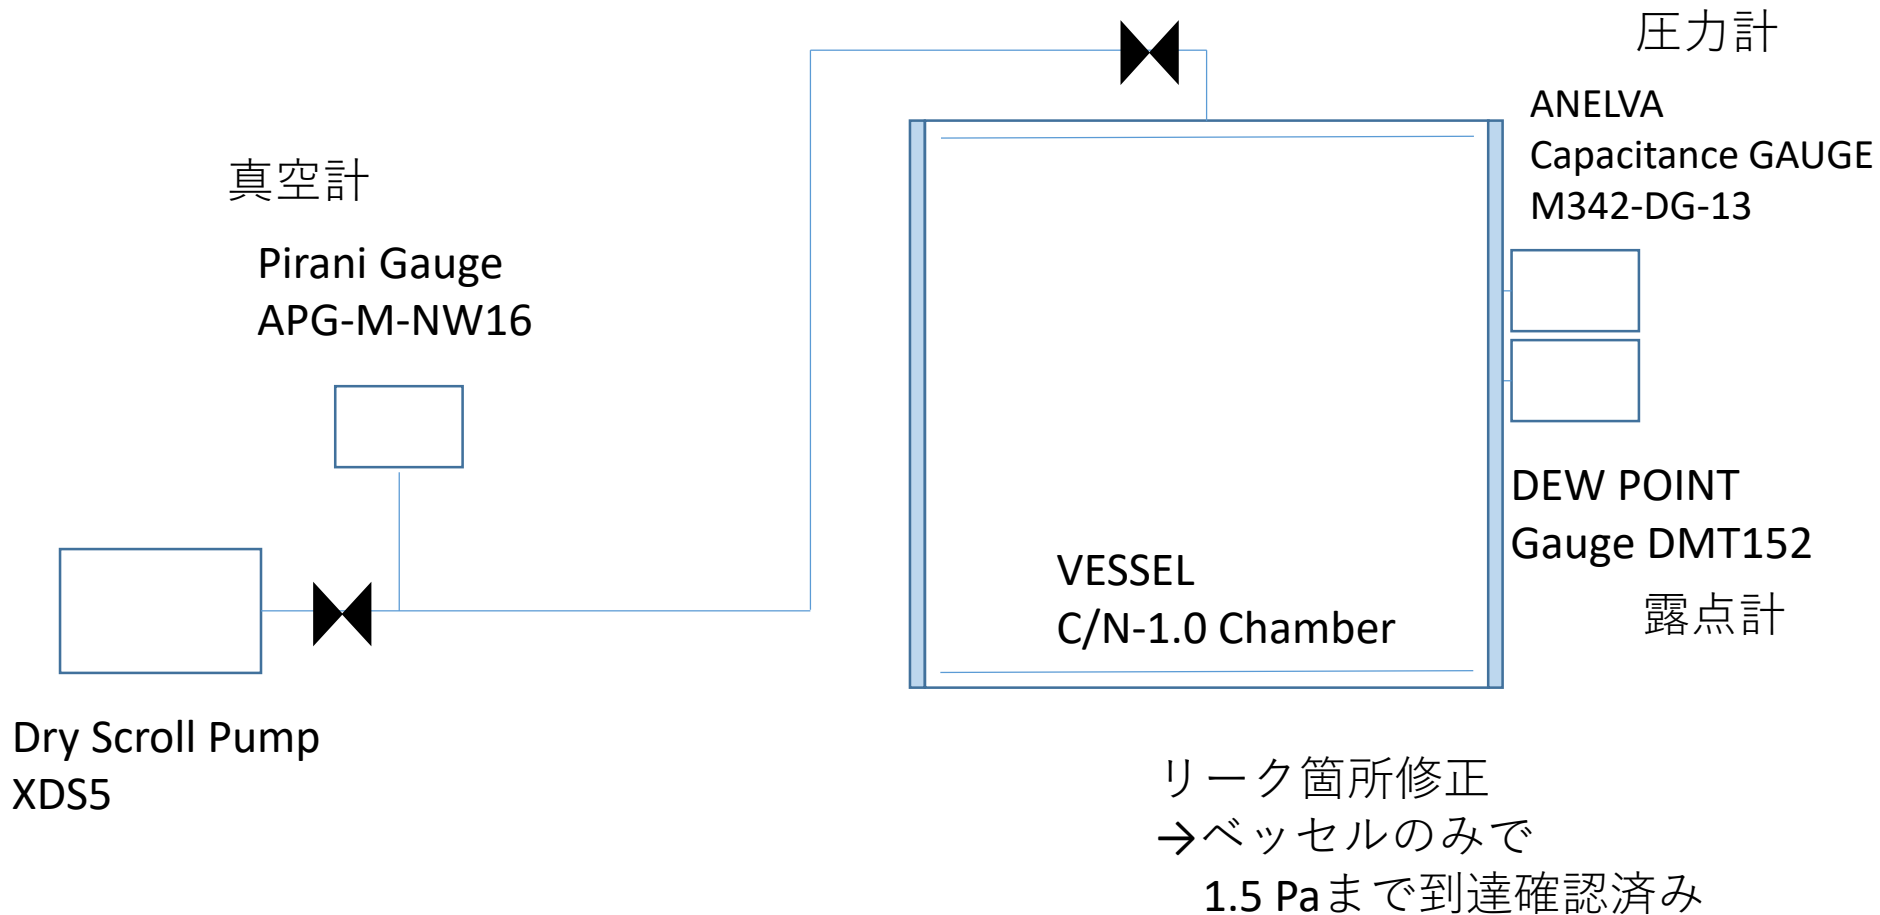 圧力計
ANELVA
Capacitance GAUGE
M342-DG-13
真空計
Pirani Gauge
APG-M-NW16
DEW POINT
Gauge DMT152
露点計
VESSEL
C/N-1.0 Chamber
Dry Scroll Pump
XDS5
リーク箇所修正
→ベッセルのみで
1.5 Paまで到達確認済み